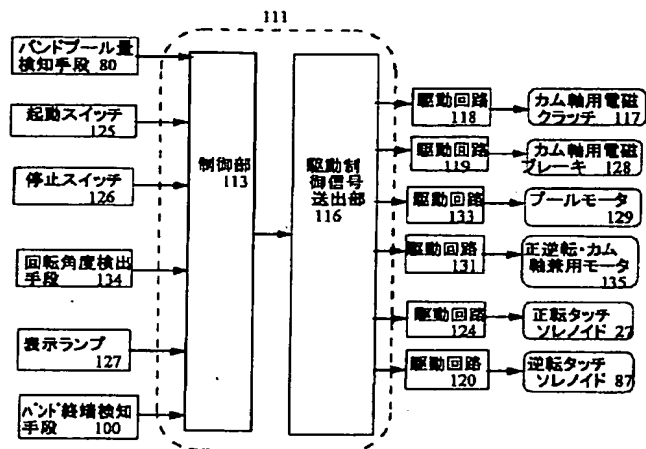 111
バンドプール量
検知手段 80
起動スイッチ
125
停止スイッチ
126
回転角度検出
手段 134
表示ランプ
127
バンド終端検知
手段 100
制御部
113
駆動制
御信号
送出部
116
駆動回路
118
カム軸用電磁
クラッチ 117
駆動回路
119
カム軸用電磁
ブレーキ 128
駆動回路
133
プールモータ
129
駆動回路
131
正逆転・カム
軸兼用モータ
135
駆動回路
124
正転タッチ
ソレノイド 27
駆動回路
120
逆転タッチ
ソレノイド 87